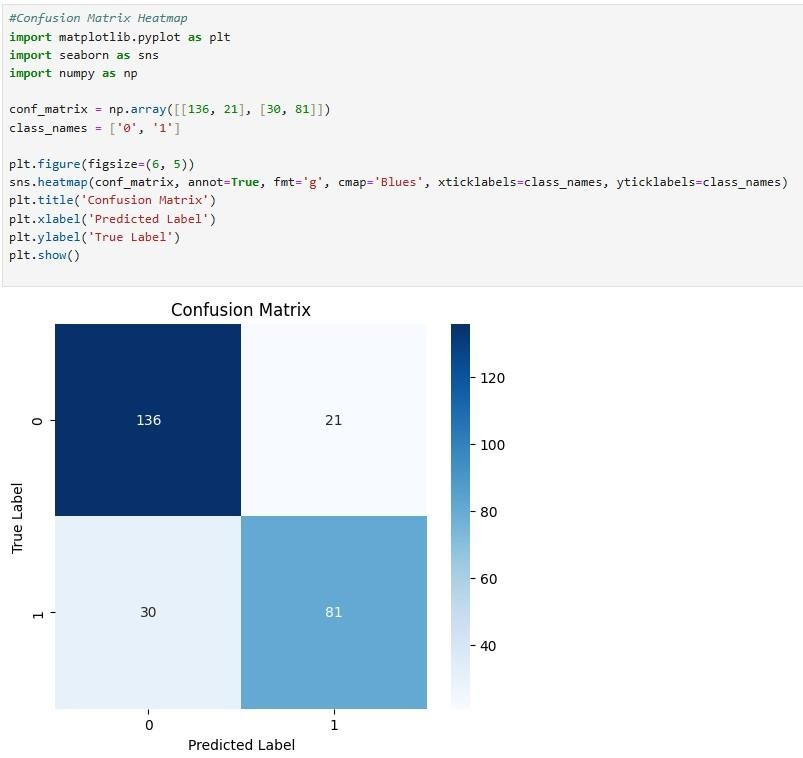 #Confusion Matrix Heatmap
import matplotlib.pyplot as plt
import seaborn as sns
import numpy as np
conf_matrix = np.array([[136, 21], [30, 81]])
class_names = ['0', '1']
plt.figure(figsize=(6, 5))
sns.heatmap(conf_matrix, annot=True, fmt='g', cmap='Blues', xticklabels=class_names, yticklabels=class_names)
plt.title('Confusion Matrix')
plt.xlabel('Predicted Label')
plt.ylabel('True Label')
plt.show()
Confusion Matrix
True Label
0
136
21
1
30
81
0
1
Predicted Label
120
100
80
60
40